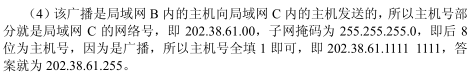 （4）该广播是局域网 B 内的主机向局域网 C 内的主机发送的，所以主机号部
分就是局域网 C 的网络号，即 202.38.61.00，子网掩码为 255.255.255.0，即后 8
位为主机号，因为是广播，所以主机号全填 1 即可，即 202.38.61.1111 1111，答
案就为 202.38.61.255。